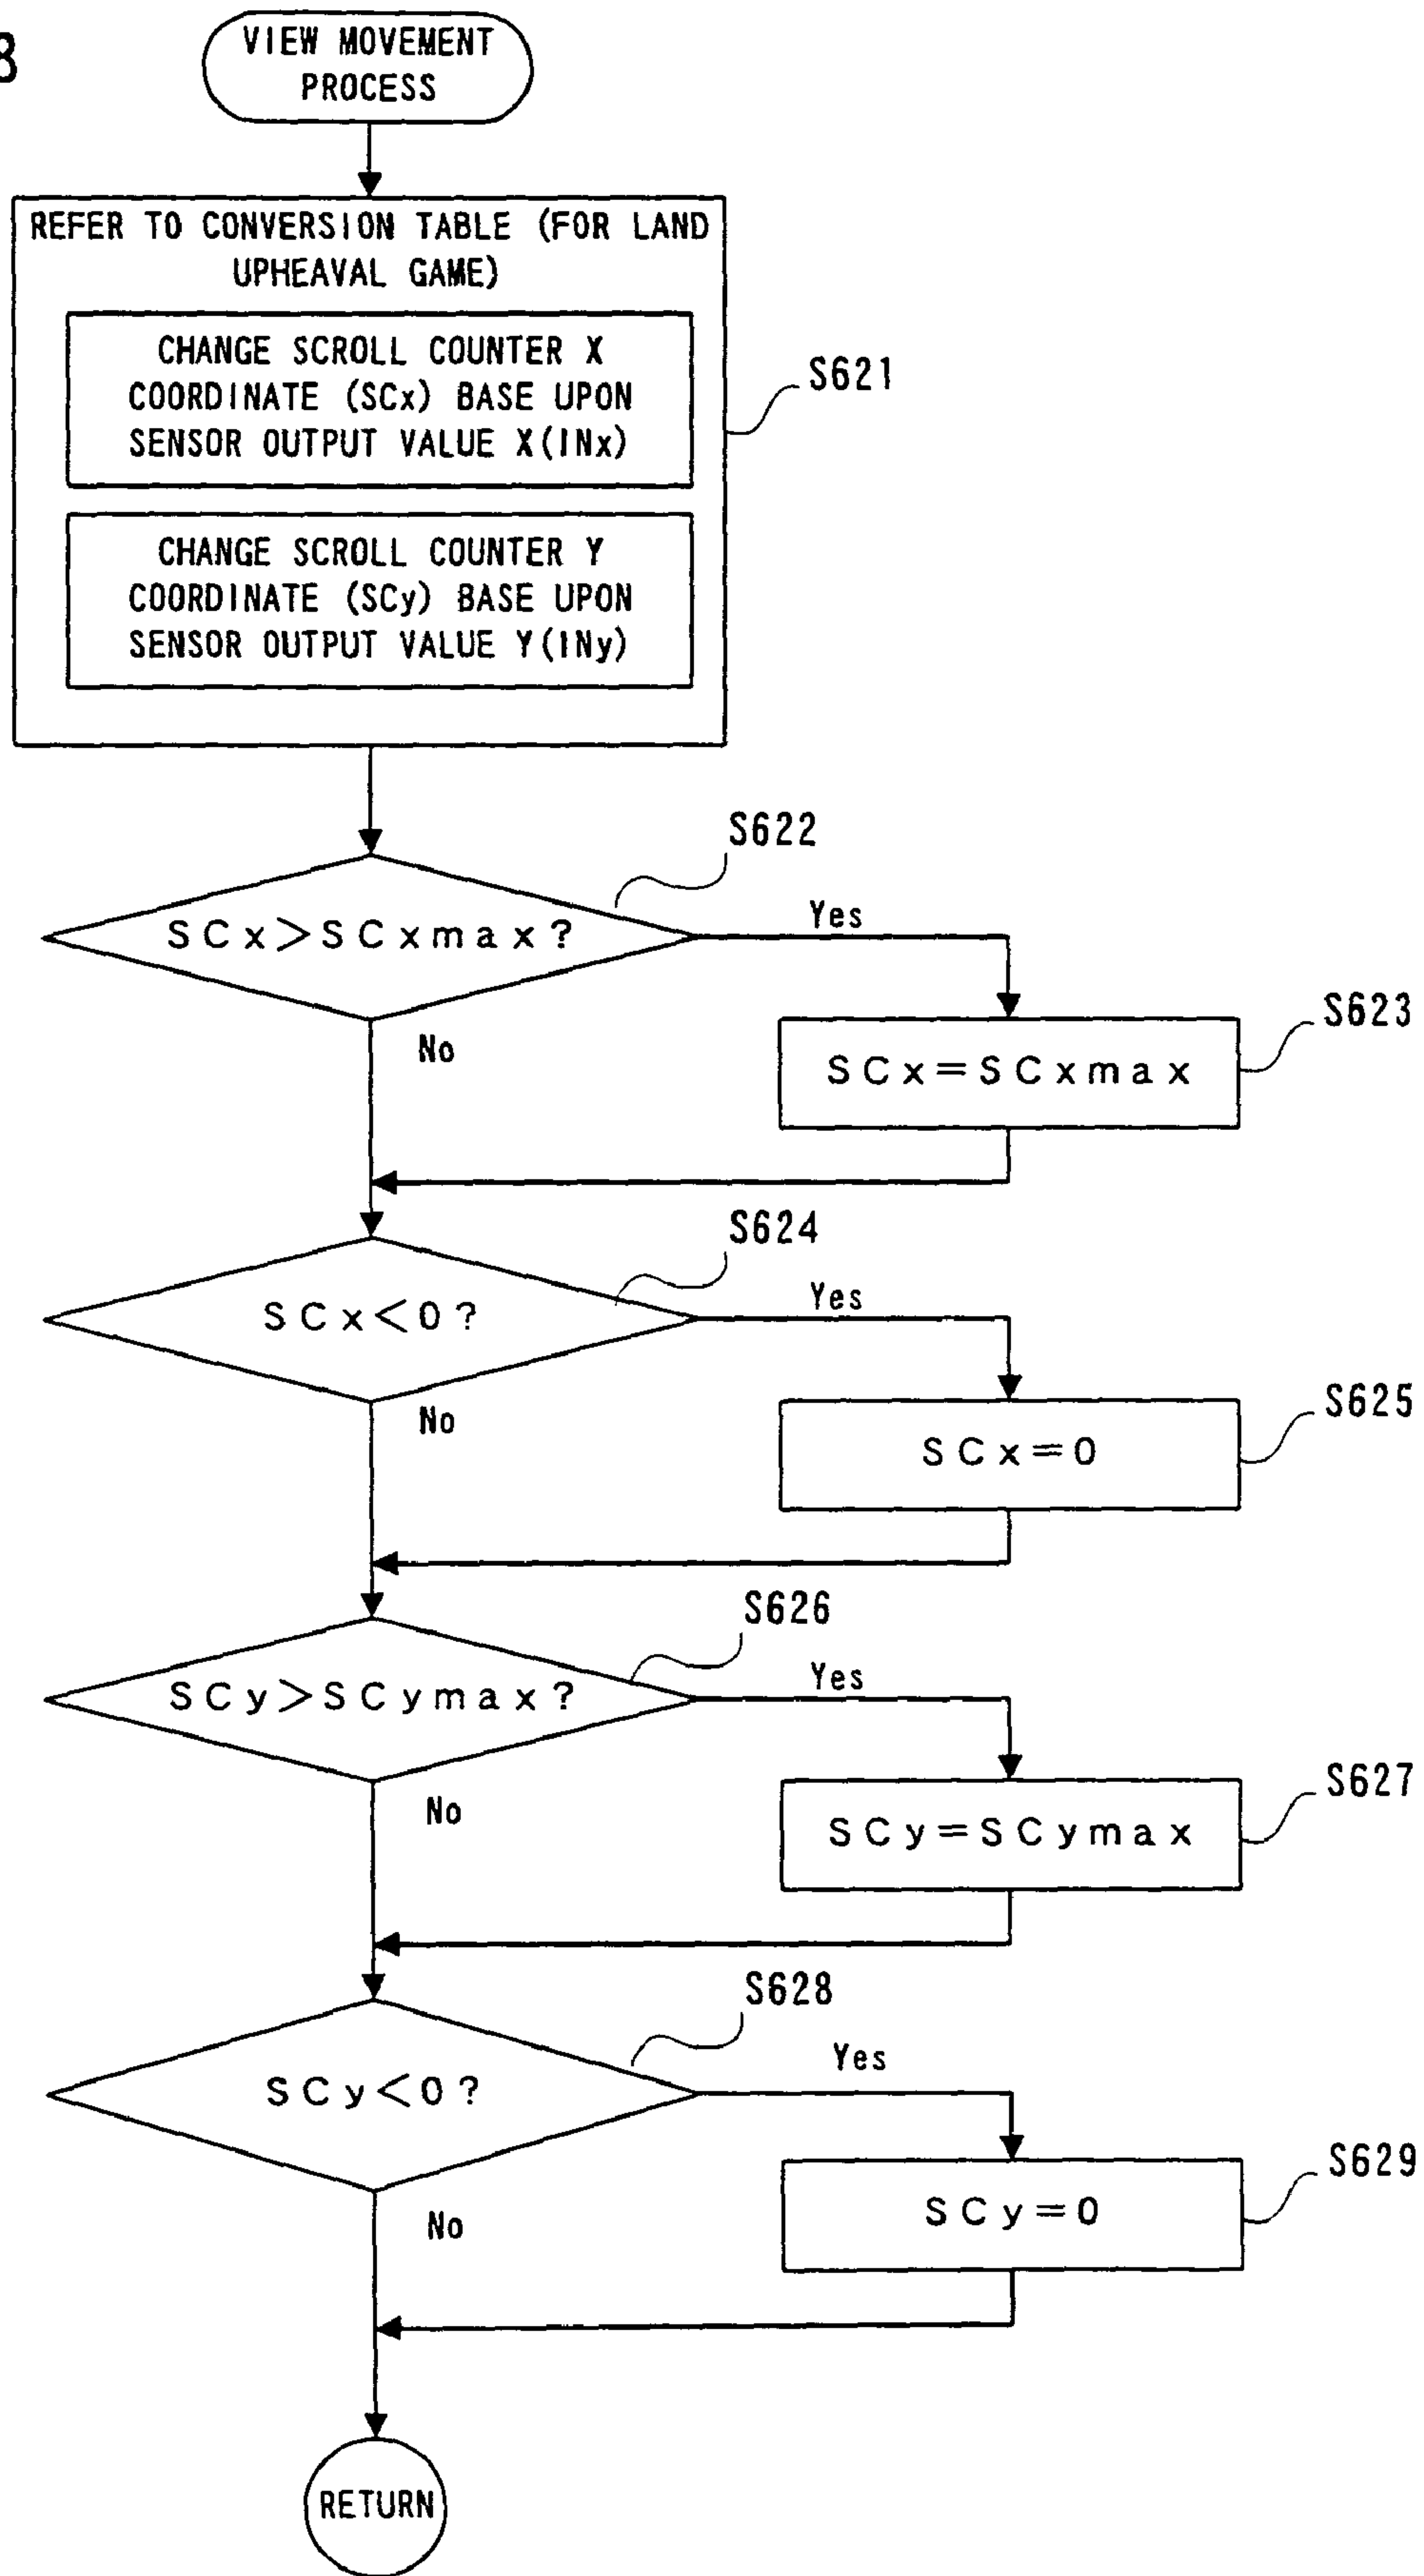 8
VIEW MOVEMENT
PROCESS
REFER TO CONVERSION TABLE (FOR LAND
UPHEAVAL GAME)
CHANGE SCROLL COUNTER X
COORDINATE (SCx) BASE UPON
SENSOR OUTPUT VALUE X(INx)
S621
CHANGE SCROLL COUNTER Y
COORDINATE (SCy) BASE UPON
SENSOR OUTPUT VALUE Y(INy)
S622
SCx>SCxmax?
Yes
No
S623
SCx=SCxmax
S624
SCx<0?
Yes
No
S625
SCx=0
S626
SCy>SCymax?
Yes
No
S627
SCy=SCymax
S628
SCy<0?
Yes
No
S629
SCy=0
RETURN